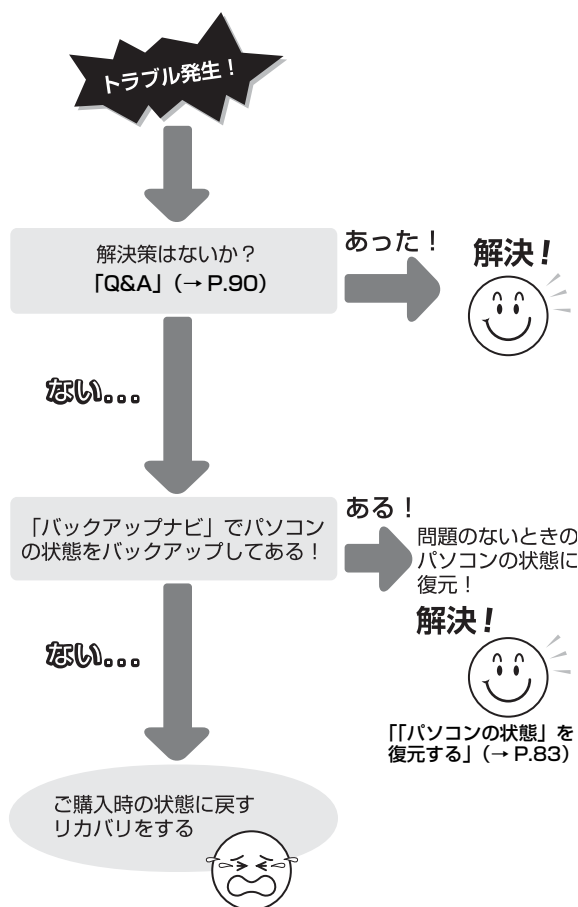 トラブル発生！
解決策はないか？
「Q&A」（→ P.90）
あった！
解決！
ない...
「バックアップナビ」でパソコン
の状態をバックアップしてある！
ある！
問題のないときの
パソコンの状態に
復元！
解決！
「「パソコンの状態」を
復元する」（→ P.83）
ない...
ご購入時の状態に戻す
リカバリをする